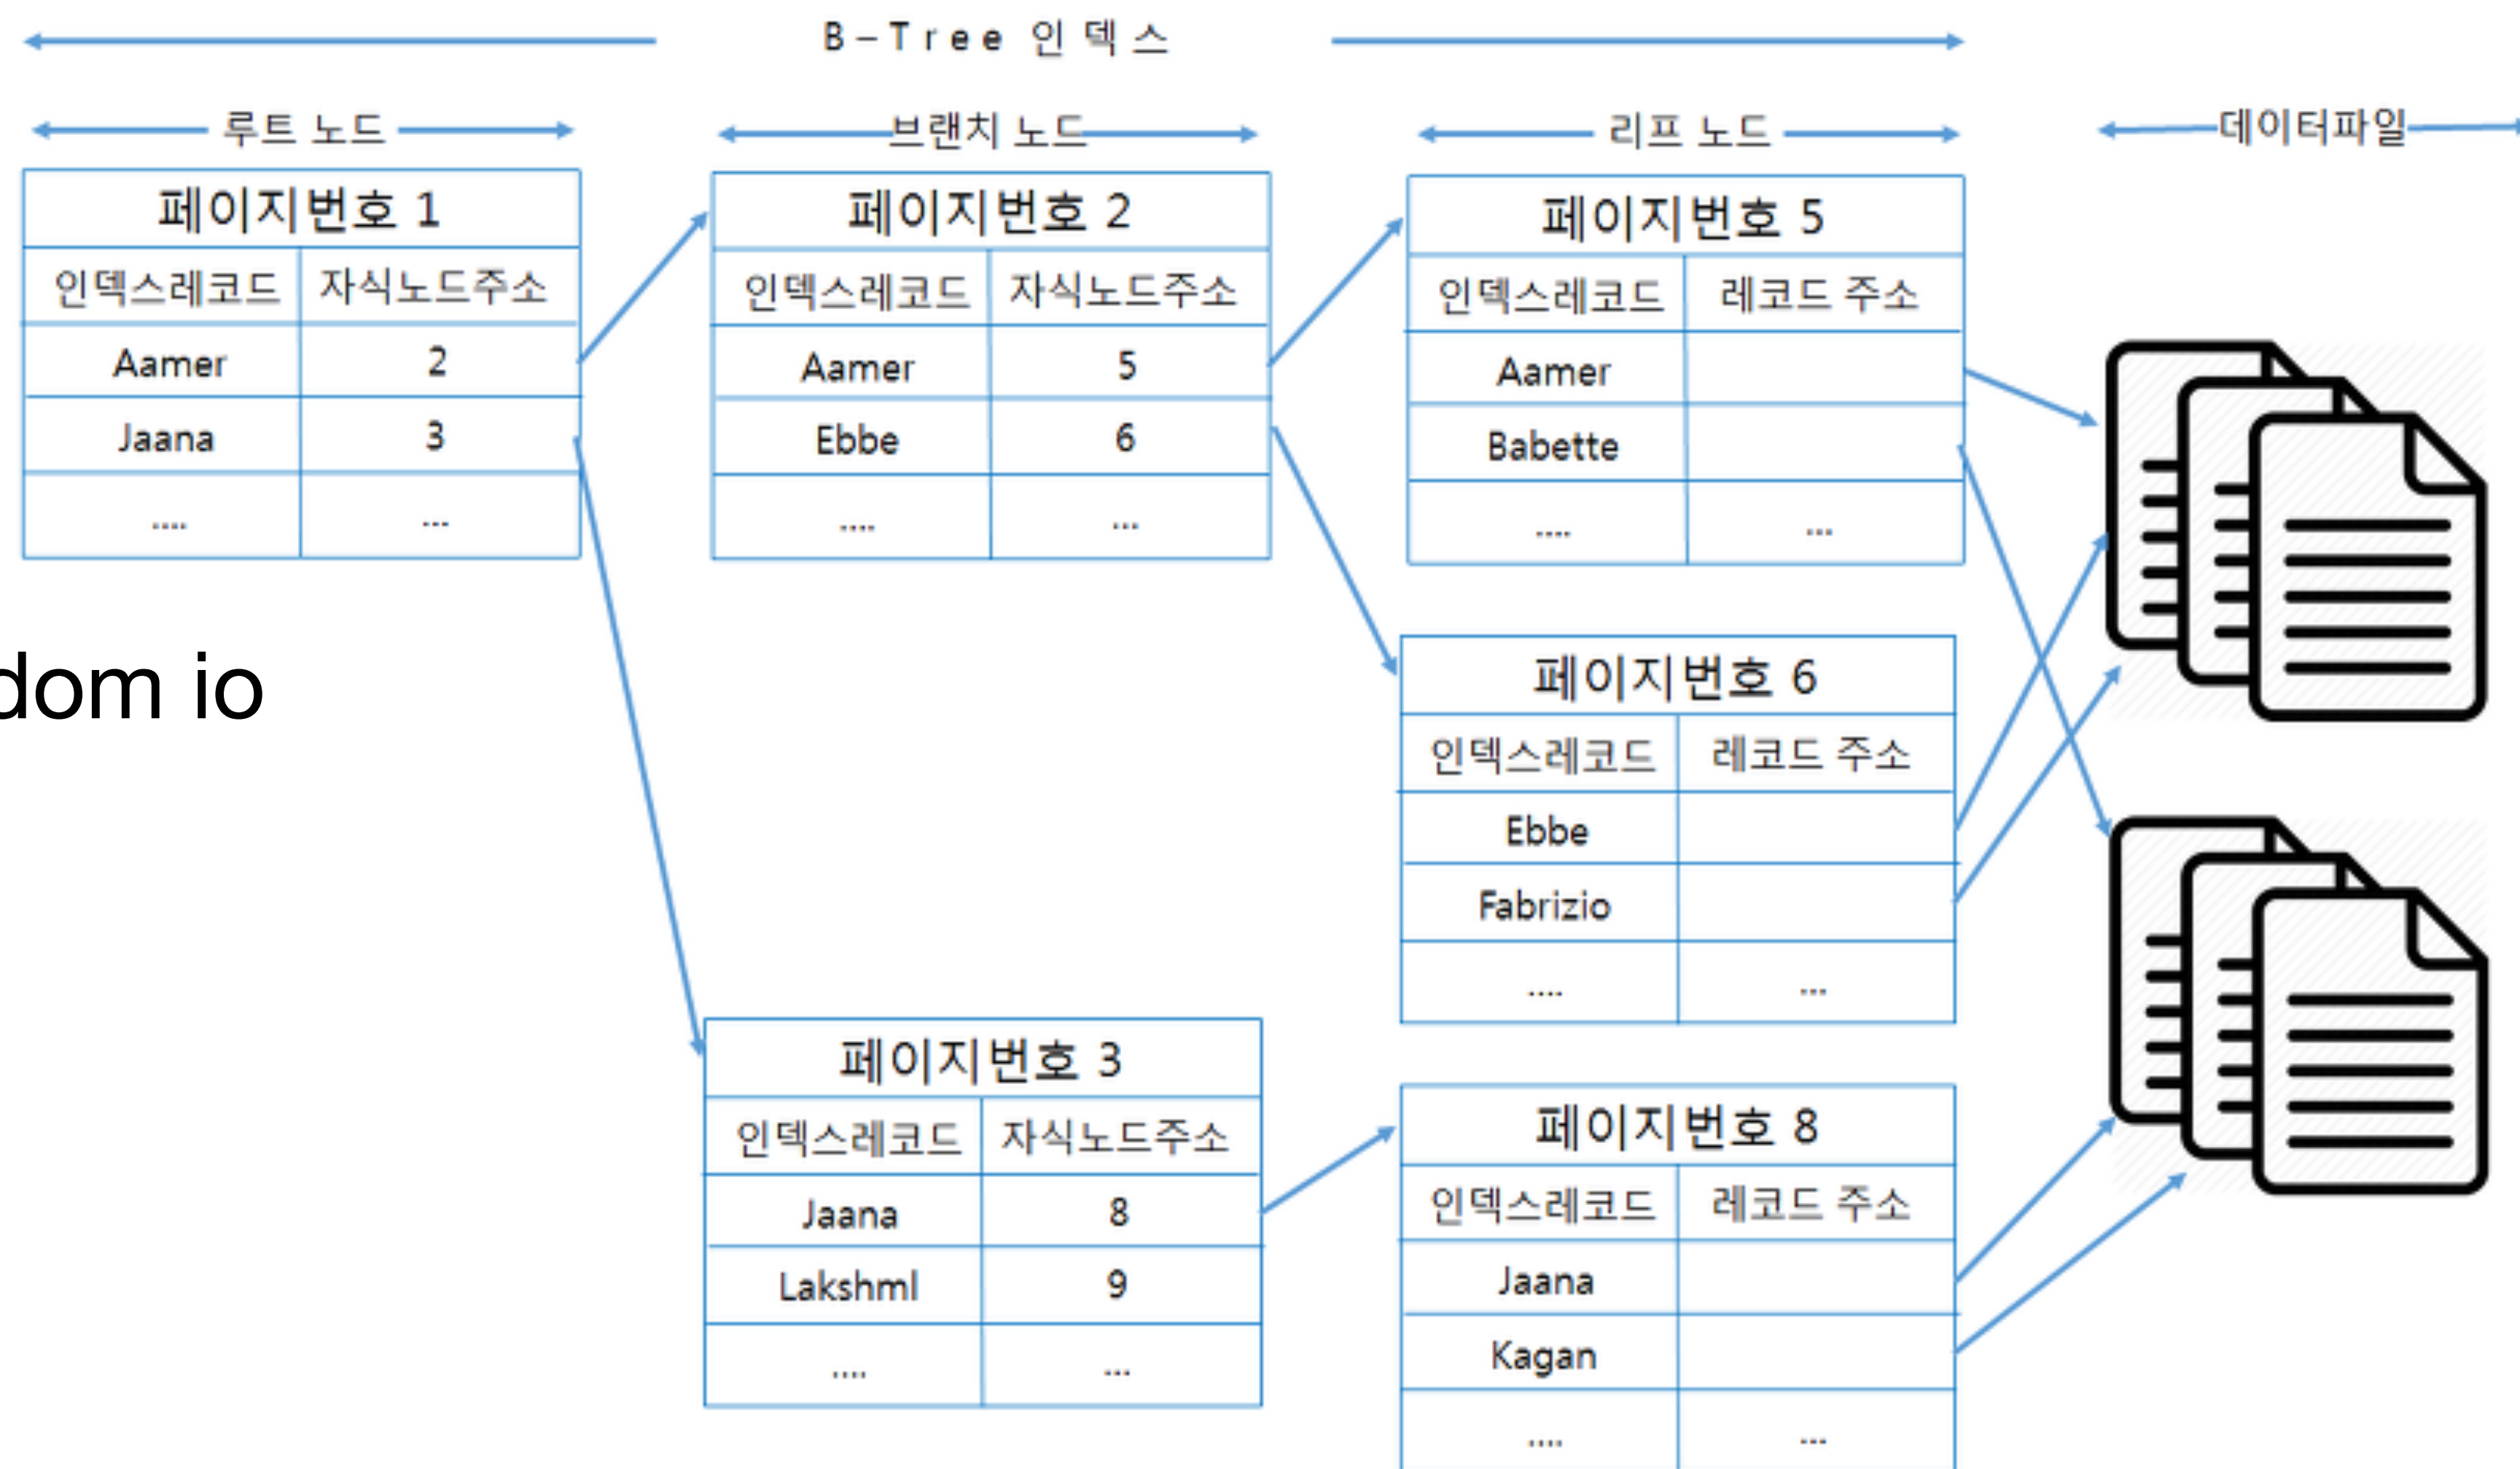 B-Tree 인덱스
루트 노드
브랜치 노드
리프 노드
데이터파일
페이지번호 1
인덱스레코드 자식노드주소
Aamer 2
Jaana 3
.... ...
페이지번호 2
인덱스레코드 자식노드주소
Aamer 5
Ebbe 6
.... ...
페이지번호 5
인덱스레코드 레코드 주소
Aamer
Babette
.... ...
dom io
페이지번호 6
인덱스레코드 레코드 주소
Ebbe
Fabrizio
.... ...
페이지번호 3
인덱스레코드 자식노드주소
Jaana 8
Lakshml 9
.... ...
페이지번호 8
인덱스레코드 레코드 주소
Jaana
Kagan
.... ...